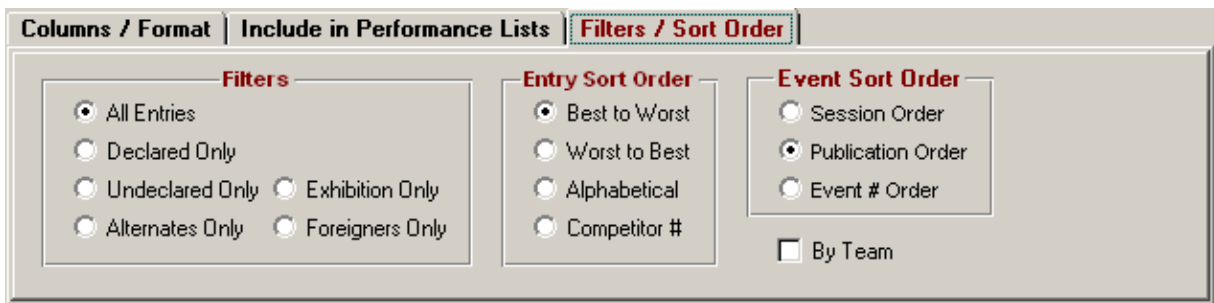 Columns / Format Include in Performance Lists Filters / Sort Order
Filters
All Entries
Declared Only
Undeclared Only Exhibition Only
Alternates Only Foreigners Only
Entry Sort Order
Best to Worst
Worst to Best
Alphabetical
Competitor #
Event Sort Order
Session Order
Publication Order
Event # Order
By Team